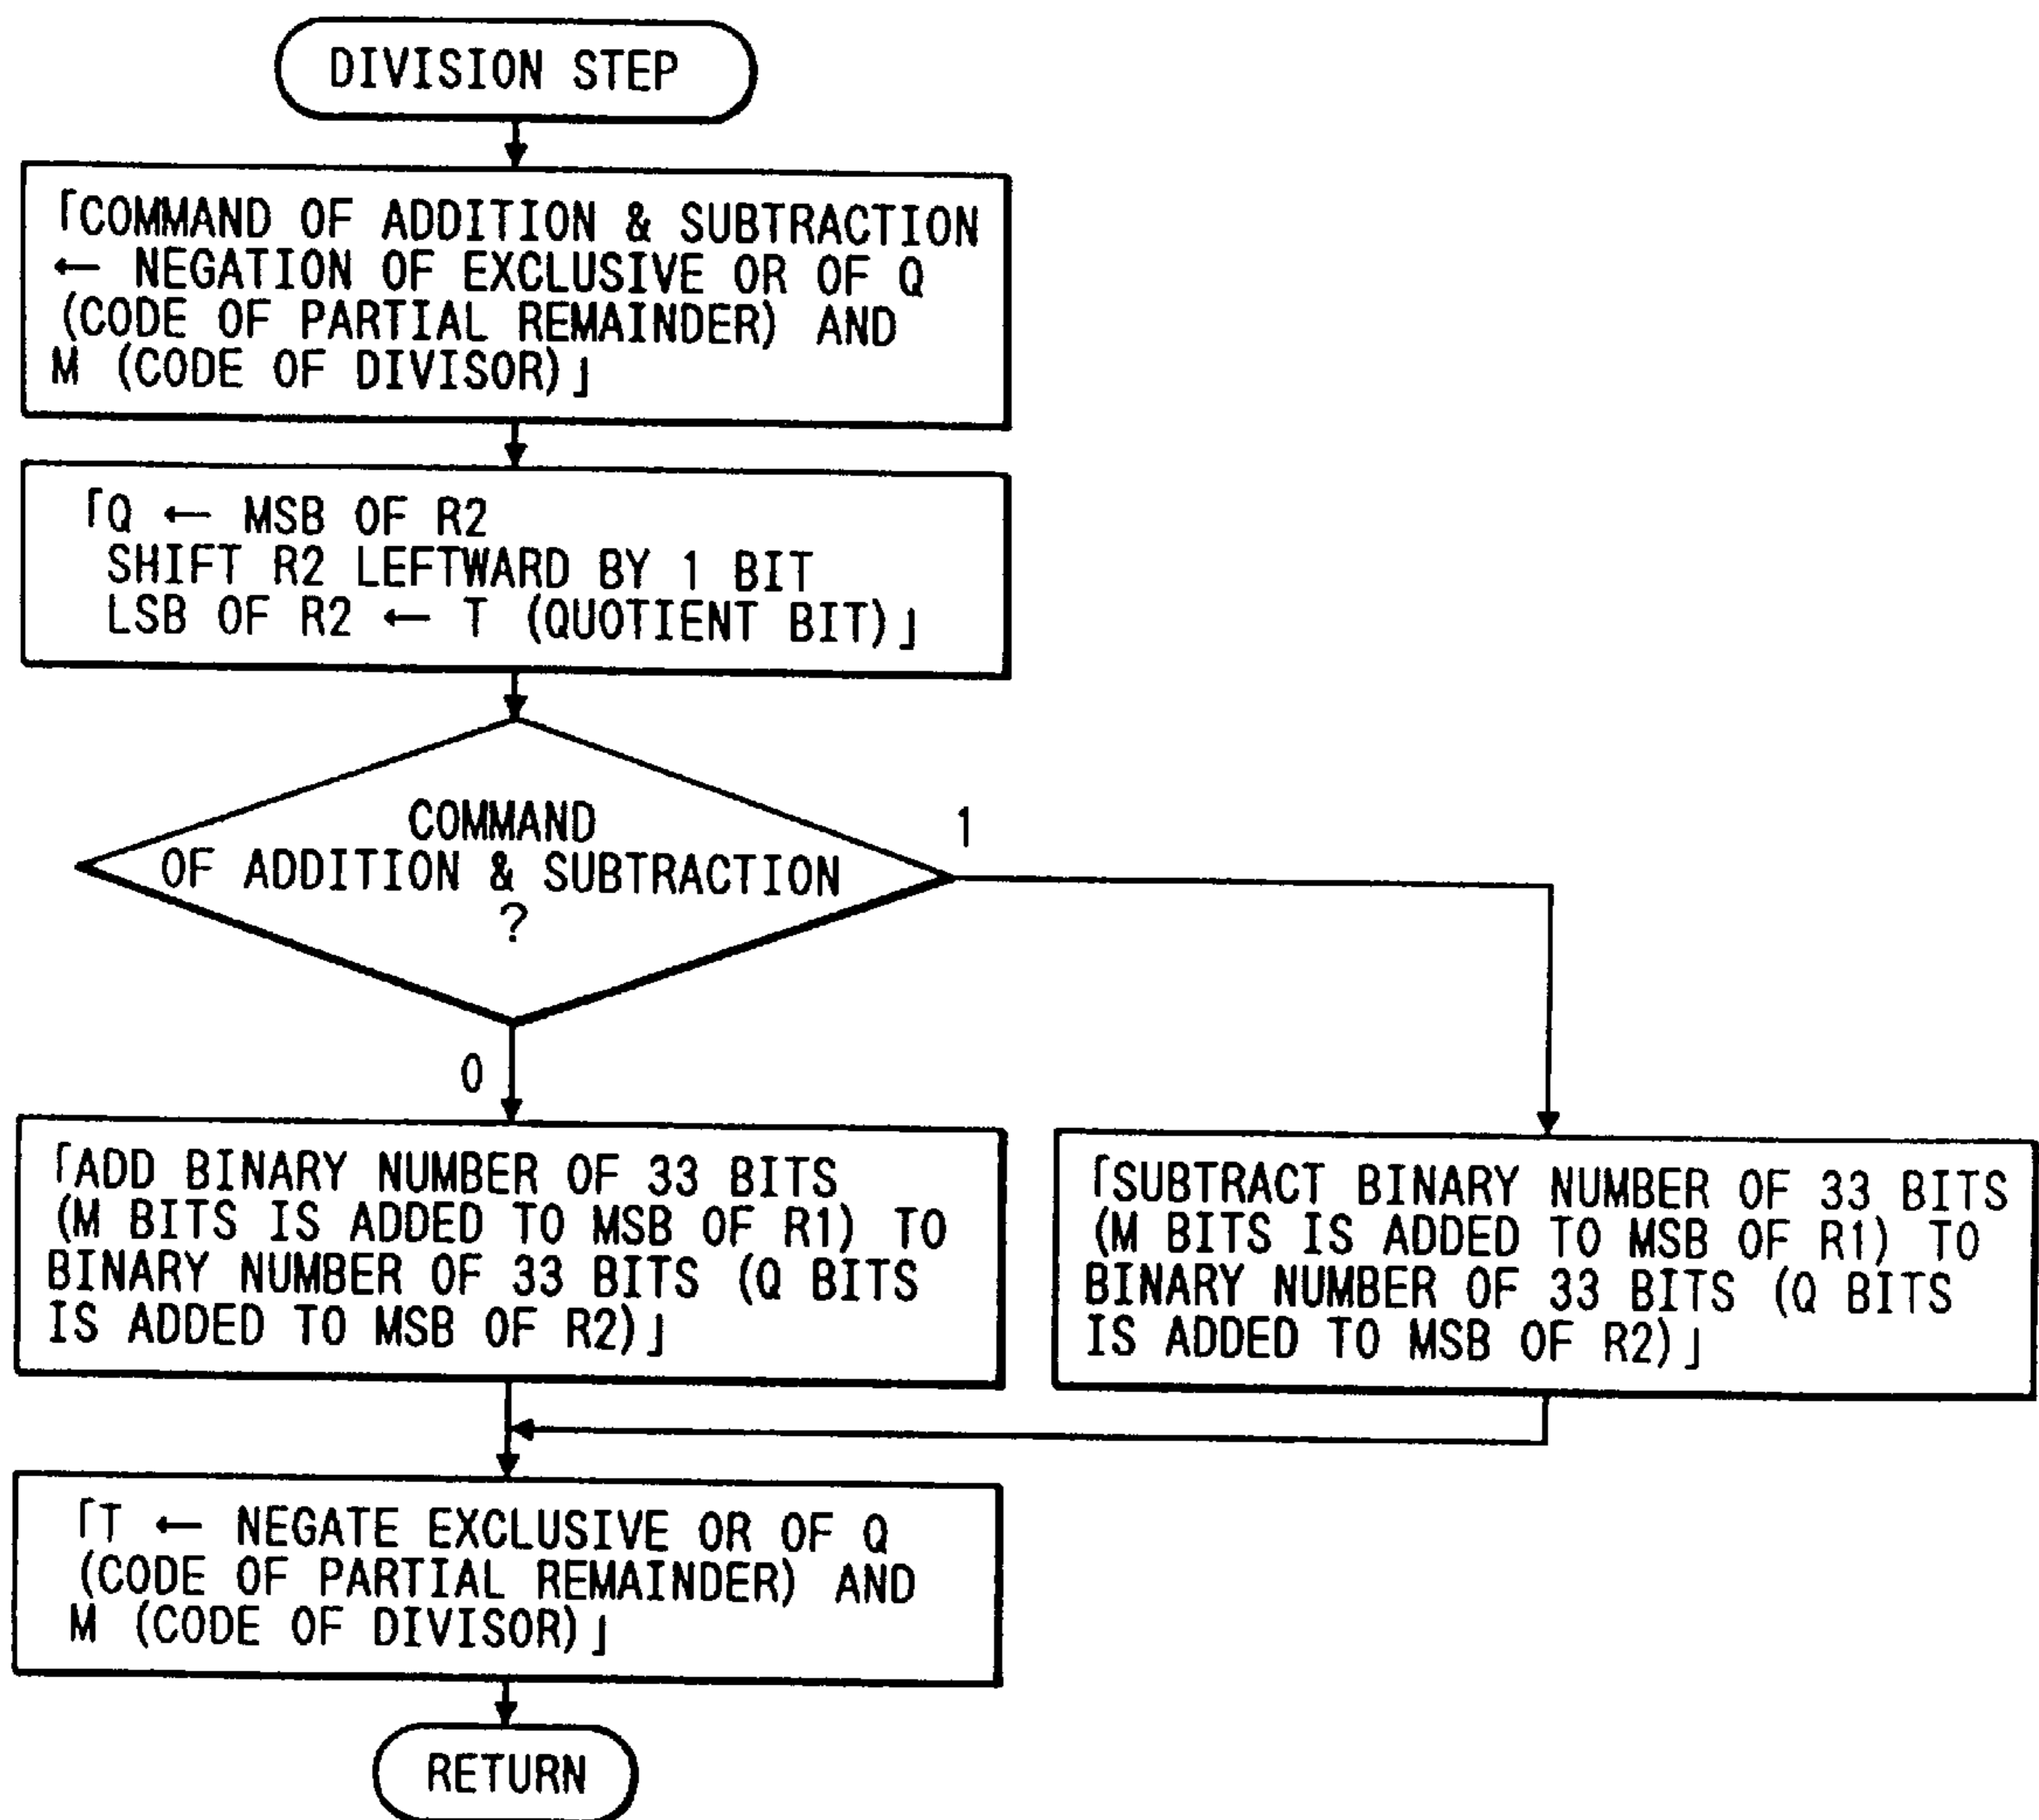 DIVISION STEP
「COMMAND OF ADDITION & SUBTRACTION
← NEGATION OF EXCLUSIVE OR OF Q
(CODE OF PARTIAL REMAINDER) AND
M (CODE OF DIVISOR)」
「Q ← MSB OF R2
SHIFT R2 LEFTWARD BY 1 BIT
LSB OF R2 ← T (QUOTIENT BIT)」
COMMAND
OF ADDITION & SUBTRACTION
?
1
0
「ADD BINARY NUMBER OF 33 BITS
(M BITS IS ADDED TO MSB OF R1) TO
BINARY NUMBER OF 33 BITS (Q BITS
IS ADDED TO MSB OF R2)」
「SUBTRACT BINARY NUMBER OF 33 BITS
(M BITS IS ADDED TO MSB OF R1) TO
BINARY NUMBER OF 33 BITS (Q BITS
IS ADDED TO MSB OF R2)」
「T ← NEGATE EXCLUSIVE OR OF Q
(CODE OF PARTIAL REMAINDER) AND
M (CODE OF DIVISOR)」
RETURN